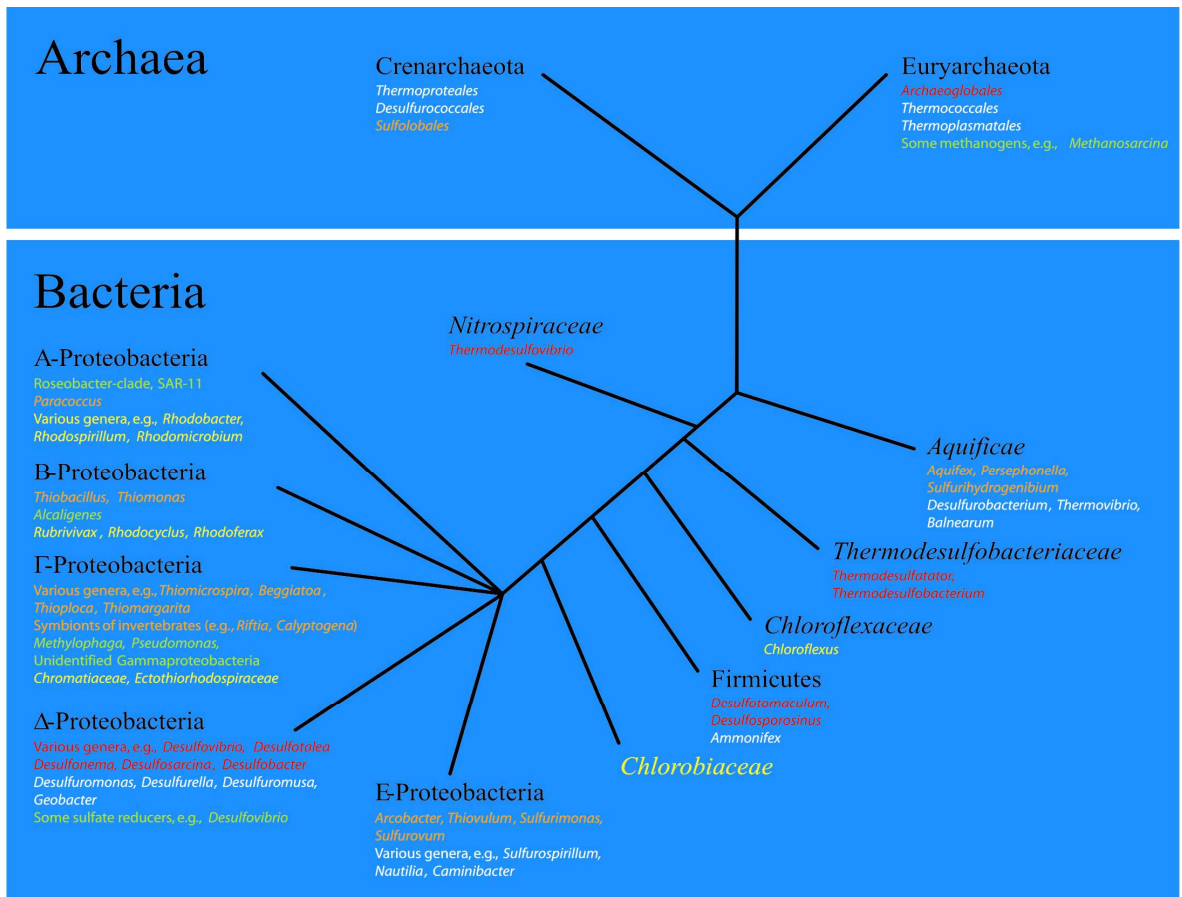 Archaea
Crenarchaeota
Thermoproteales
Desulfurococcales
Sulfolobales
Euryarchaeota
Archaeoglobales
Thermococcales
Thermoplasmatales
Some methanogens, e.g., Methanosarcina
Bacteria
Nitrospiraceae
Thermodesulfovibrio
A-Proteobacteria
Roseobacter-clade, SAR-11
Paracoccus
Various genera, e.g., Rhodobacter,
Rhodospirillum, Rhodomicrobium
B-Proteobacteria
Thiobacillus, Thiomonas
Alcaligenes
Rubrivivax, Rhodocyclus, Rhodoferax
Γ-Proteobacteria
Various genera, e.g., Thiomicrospira, Beggiatoa,
Thioploca, Thiomargarita
Symbionts of invertebrates (e.g., Riftia, Calyptogena)
Methylophaga, Pseudomonas,
Unidentified Gammaproteobacteria
Chromatiaceae, Ectothiorhodospiraceae
Δ-Proteobacteria
Various genera, e.g., Desulfovibrio, Desulfotalea
Desulfonema, Desulfosarcina, Desulfobacter
Desulfuromonas, Desulfurella, Desulfuromusa,
Geobacter
Some sulfate reducers, e.g., Desulfovibrio
E-Proteobacteria
Arcobacter, Thiovulum, Sulfurimonas,
Sulfurovum
Various genera, e.g., Sulfurospirillum,
Nautilia, Caminibacter
Chlorobiaceae
Firmicutes
Desulfotomaculum,
Desulfosporosinus
Ammonifex
Chloroflexaceae
Chloroflexus
Thermodesulfobacteriaceae
Thermodesulfatator,
Thermodesulfobacterium
Aquificae
Aquifex, Persephonella,
Sulfurihydrogenibium
Desulfurobacterium, Thermovibrio,
Balnearum